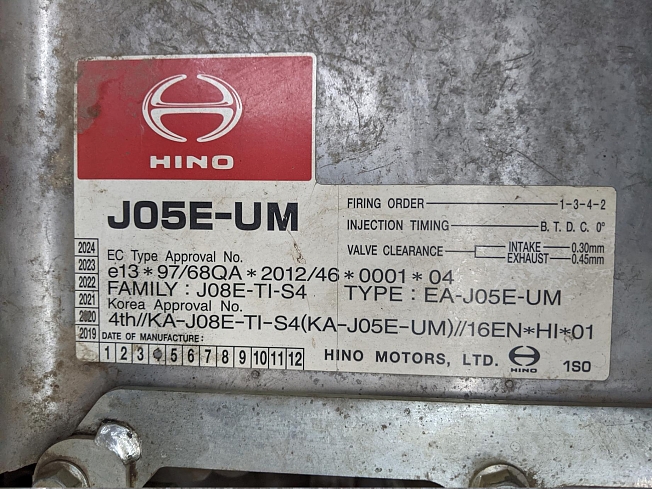 HINO
J05E-UM
FIRING ORDER 1-3-4-2
INJECTION TIMING B.T.D.C 0°
VALVE CLEARANCE INTAKE 0.30mm
EXHAUST 0.45mm
2024
2023
2022
2021
2020
2019
EC Type Approval No.
e13*97/68QA*2012/46*0001*04
FAMILY : J08E-TI-S4 TYPE : EA-J05E-UM
Korea Approval No.
4th//KA-J08E-TI-S4(KA-J05E-UM)//16EN*HI*01
DATE OF MANUFACTURE:
1 2 3 4 5 6 7 8 9 10 11 12
HINO MOTORS, LTD. HINO 1S0